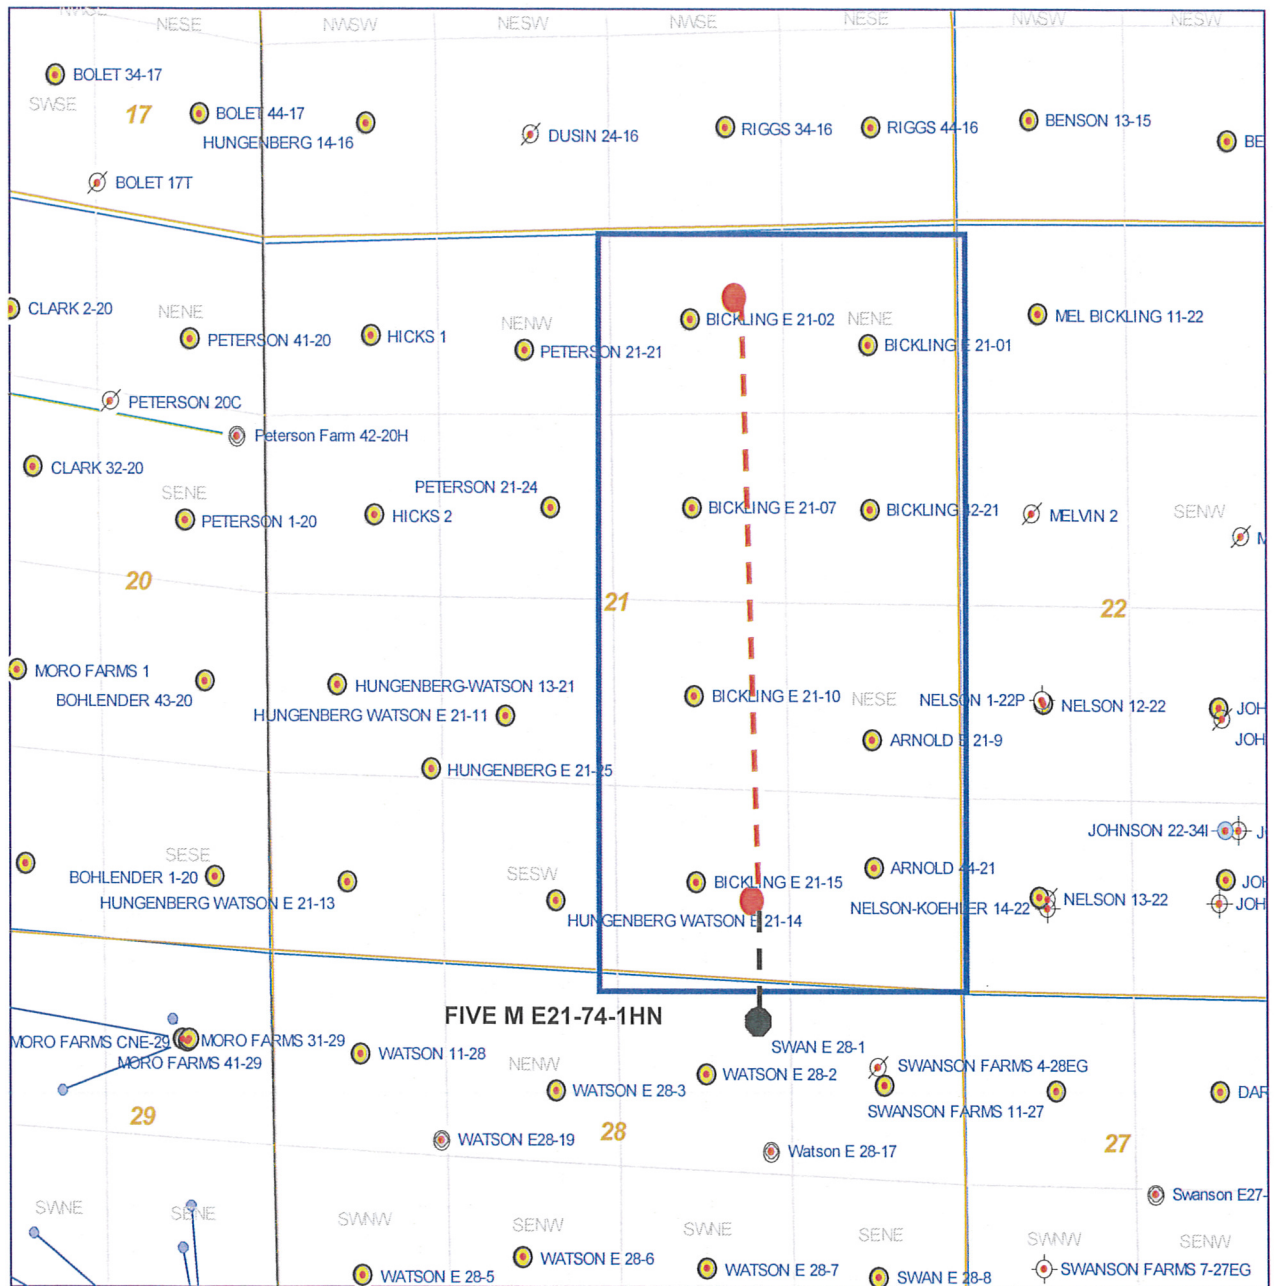 NWSE
NESE
NWSW
NESW
NWSE
NESE
NWSW
NESW
BOLET 34-17
SWSE
17
BOLET 44-17
HUNGENBERG 14-16
DUSIN 24-16
RIGGS 34-16
RIGGS 44-16
BENSON 13-15
BE
BOLET 17T
CLARK 2-20
NENE
PETERSON 41-20
HICKS 1
NENW
PETERSON 21-21
BICKLING E 21-02
NENE
BICKLING E 21-01
MEL BICKLING 11-22
PETERSON 20C
Peterson Farm 42-20H
CLARK 32-20
SENE
PETERSON 1-20
HICKS 2
PETERSON 21-24
BICKLING E 21-07
BICKLING 42-21
MELVIN 2
SENW
M
20
21
22
MORO FARMS 1
BOHLENDER 43-20
HUNGENBERG-WATSON 13-21
HUNGENBERG WATSON E 21-11
BICKLING E 21-10
NESE
NELSON 1-22P
NELSON 12-22
JOH
JOH
ARNOLD E 21-9
HUNGENBERG E 21-25
JOHNSON 22-34I
J
SESE
BOHLENDER 1-20
HUNGENBERG WATSON E 21-13
SESW
BICKLING E 21-15
ARNOLD 44-21
HUNGENBERG WATSON E 21-14
NELSON-KOEHLER 14-22
NELSON 13-22
JOH
JOH
FIVE M E21-74-1HN
MORO FARMS CNE-29
MORO FARMS 31-29
MORO FARMS 41-29
WATSON 11-28
NENW
WATSON E 28-3
SWAN E 28-1
WATSON E 28-2
SWANSON FARMS 4-28EG
SWANSON FARMS 11-27
DAR
29
28
27
WATSON E28-19
Watson E 28-17
Swanson E27-
SWNE
SENE
SWNW
SENW
SWNE
SENE
SWNW
SENW
WATSON E 28-5
WATSON E 28-6
WATSON E 28-7
SWAN E 28-8
SWANSON FARMS 7-27EG